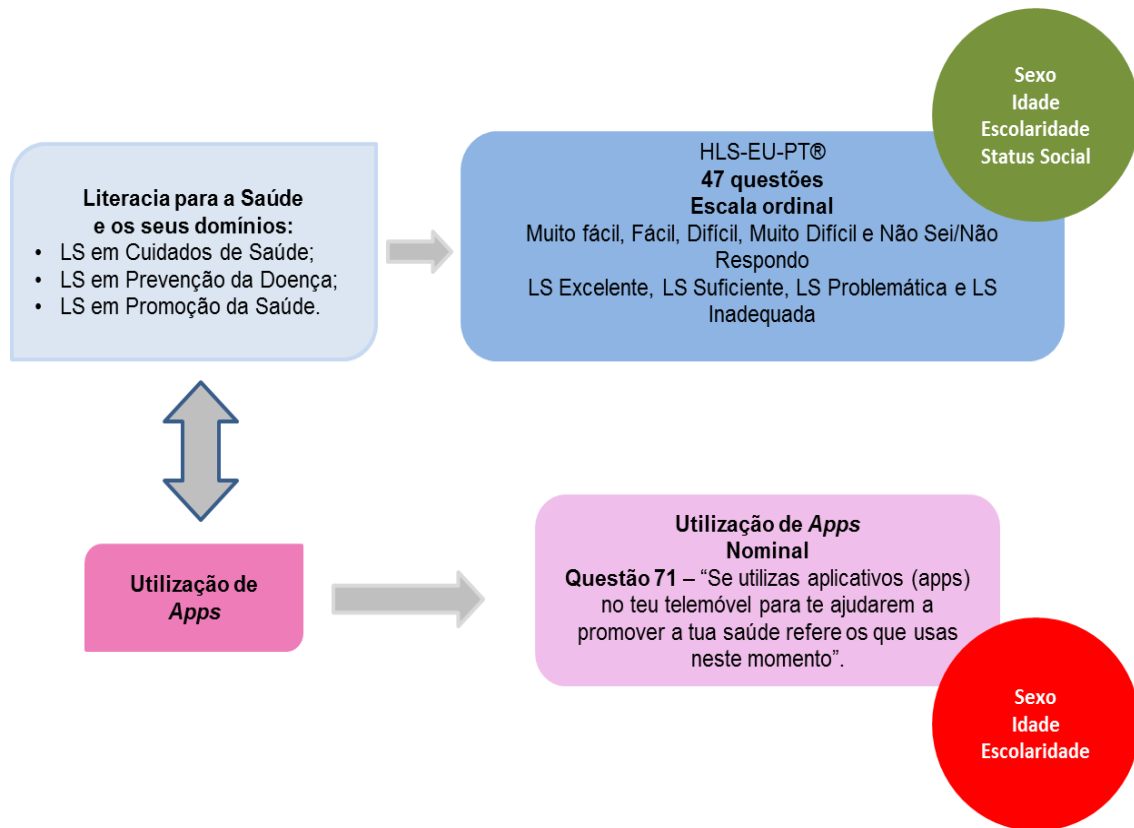 Literacia para a Saúde
e os seus domínios:
• LS em Cuidados de Saúde;
• LS em Prevenção da Doença;
• LS em Promoção da Saúde.
HLS-EU-PT®
47 questões
Escala ordinal
Muito fácil, Fácil, Difícil, Muito Difícil e Não Sei/Não
Respondo
LS Excelente, LS Suficiente, LS Problemática e LS
Inadequada
Sexo
Idade
Escolaridade
Status Social
Utilização de
Apps
Utilização de Apps
Nominal
Questão 71 – “Se utilizas aplicativos (apps)
no teu telemóvel para te ajudarem a
promover a tua saúde refere os que usas
neste momento”.
Sexo
Idade
Escolaridade